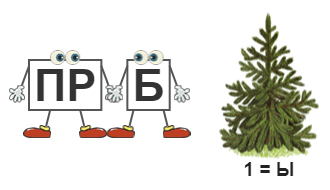 ПР Б
1 = Ы